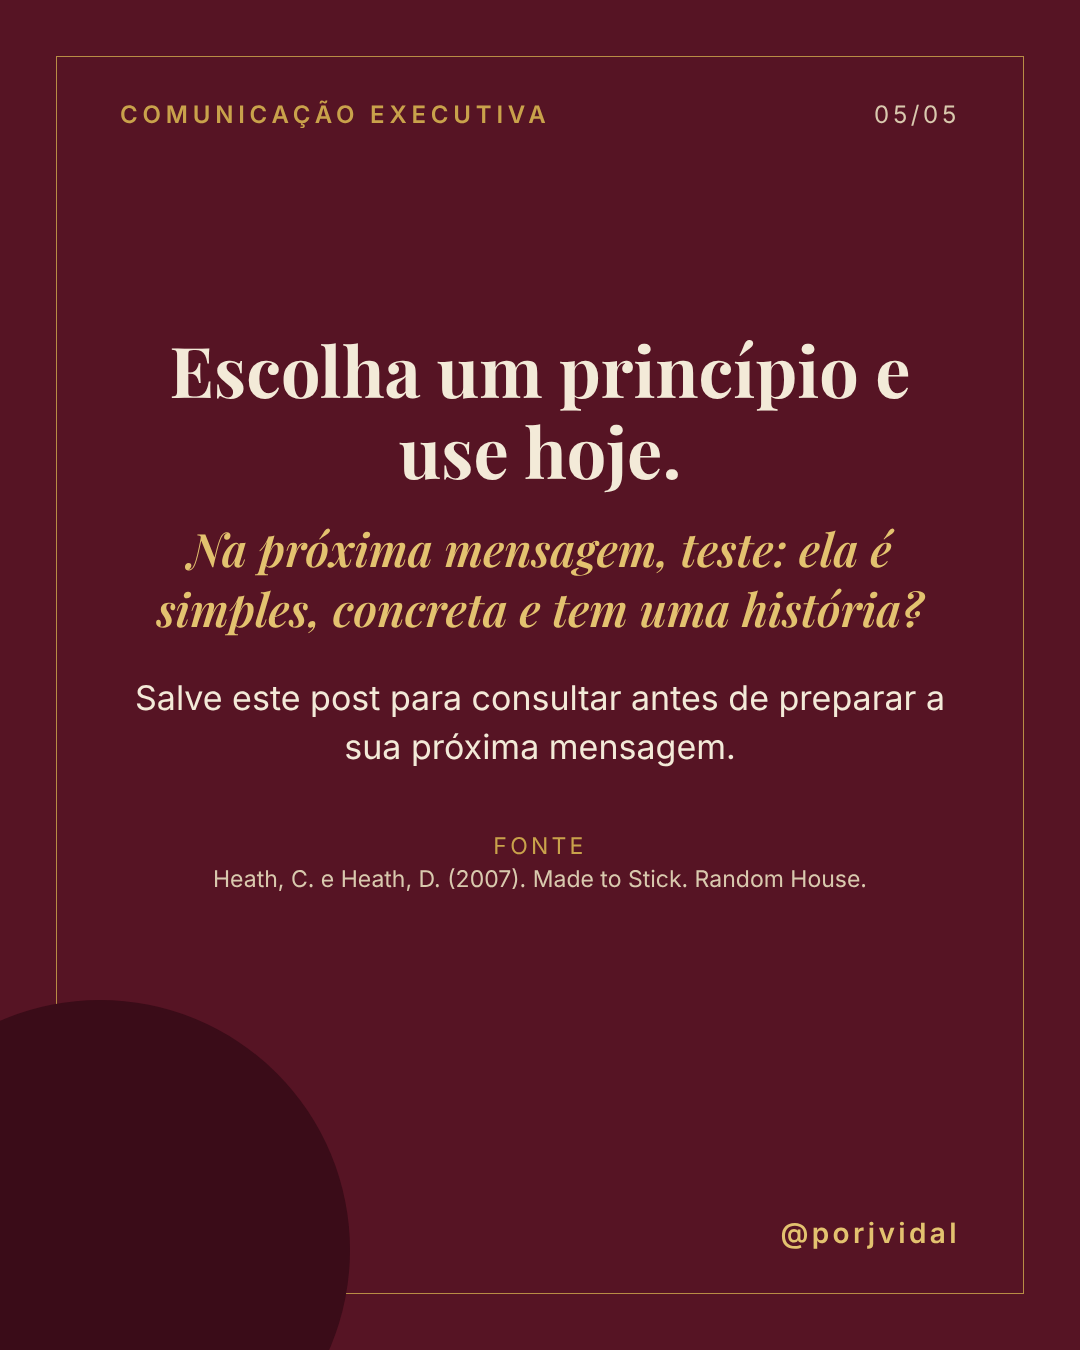 COMUNICAÇÃO EXECUTIVA
05/05
Escolha um princípio e
use hoje.
Na próxima mensagem, teste: ela é
simples, concreta e tem uma história?
Salve este post para consultar antes de preparar a
sua próxima mensagem.
FONTE
Heath, C. e Heath, D. (2007). Made to Stick. Random House.
@porjvidal